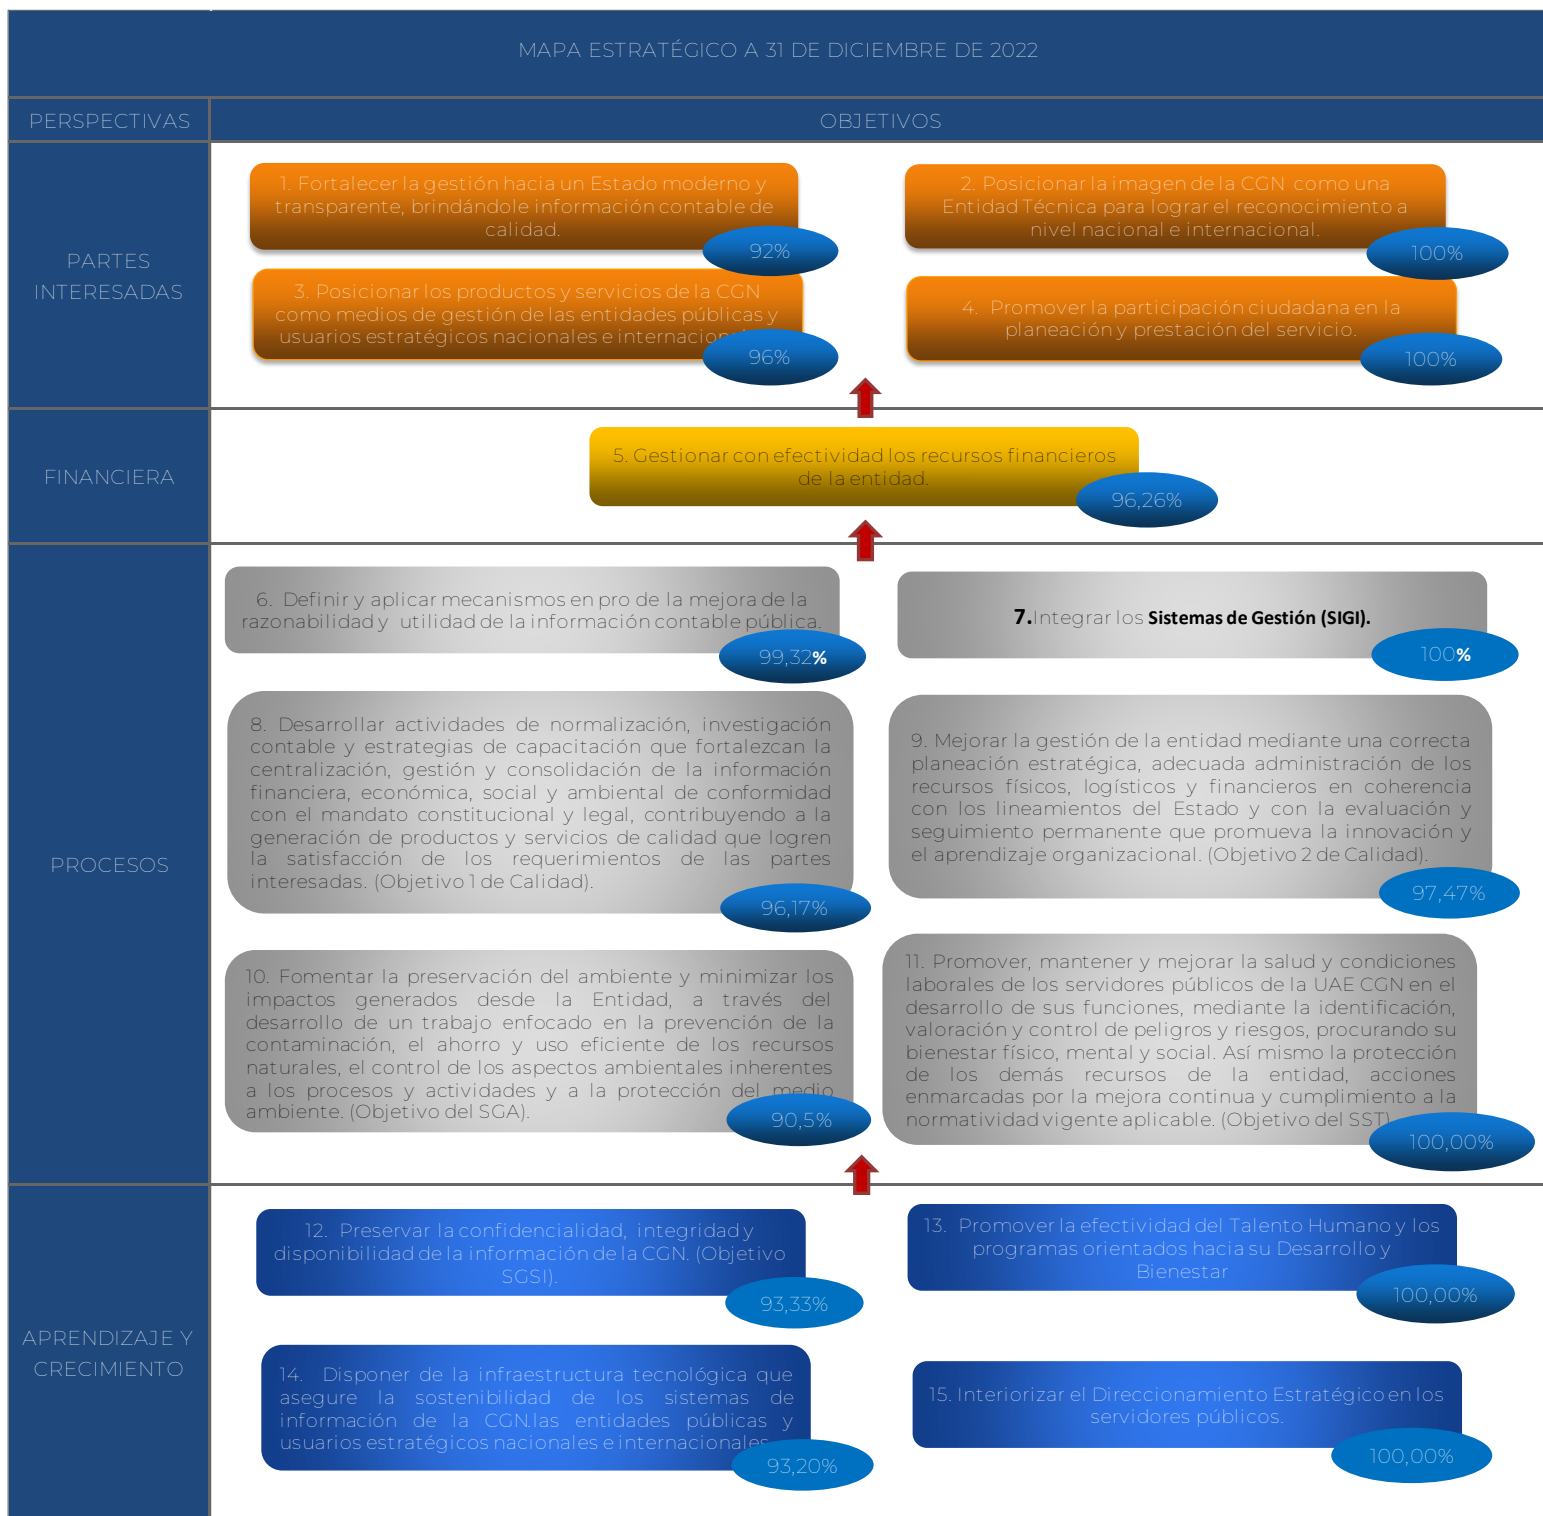 MAPA ESTRATÉGICO A 31 DE DICIEMBRE DE 2022
PERSPECTIVAS
OBJETIVOS
PARTES
INTERESADAS
1. Fortalecer la gestión hacia un Estado moderno y
transparente, brindándole información contable de
calidad.
92%
2. Posicionar la imagen de la CGN como una
Entidad Técnica para lograr el reconocimiento a
nivel nacional e internacional.
100%
3. Posicionar los productos y servicios de la CGN
como medios de gestión de las entidades públicas y
usuarios estratégicos nacionales e
96%
4. Promover la participación ciudadana en la
planeación y prestación del servicio.
100%
FINANCIERA
5. Gestionar con efectividad los recursos financieros
de la entidad.
96,26%
PROCESOS
6. Definir y aplicar mecanismos en pro de la mejora de la
razonabilidad y utilidad de la información contable pública.
99,32%
7.Integrar los Sistemas de Gestión (SIGI).
100%
8. Desarrollar actividades de normalización, investigación
contable y estrategias de capacitación que fortalezcan la
centralización, gestión y consolidación de la información
financiera, económica, social y ambiental de conformidad
con el mandato constitucional y legal, contribuyendo a la
generación de productos y servicios de calidad que logren
la satisfacción de los requerimientos de las partes
interesadas. (Objetivo 1 de Calidad).
96,17%
9. Mejorar la gestión de la entidad mediante una correcta
planeación estratégica, adecuada administración de los
recursos físicos, logísticos y financieros en coherencia
con los lineamientos del Estado y con la evaluación y
seguimiento permanente que promueva la innovación y
el aprendizaje organizacional. (Objetivo 2 de Calidad).
97,47%
10. Fomentar la preservación del ambiente y minimizar los
impactos generados desde la Entidad, a través del
desarrollo de un trabajo enfocado en la prevención de la
contaminación, el ahorro y uso eficiente de los recursos
naturales, el control de los aspectos ambientales inherentes
a los procesos y actividades y a la protección del medio
ambiente. (Objetivo del SGA).
90,5%
11. Promover, mantener y mejorar la salud y condiciones
laborales de los servidores públicos de la UAE CGN en el
desarrollo de sus funciones, mediante la identificación,
valoración y control de peligros y riesgos, procurando su
bienestar físico, mental y social. Así mismo la protección
de los demás recursos de la entidad, acciones
enmarcadas por la mejora continua y cumplimiento a la
normatividad vigente aplicable. (Objetivo del SST)
100,00%
APRENDIZAJE Y
CRECIMIENTO
12. Preservar la confidencialidad, integridad y
disponibilidad de la información de la CGN. (Objetivo
SGSI).
93,33%
13. Promover la efectividad del Talento Humano y los
programas orientados hacia su Desarrollo y
Bienestar
100,00%
14. Disponer de la infraestructura tecnológica que
asegure la sostenibilidad de los sistemas de
información de la CGN.las entidades públicas y
usuarios estratégicos nacionales e internacionales
93,20%
15. Interiorizar el Direccionamiento Estratégico en los
servidores públicos.
100,00%